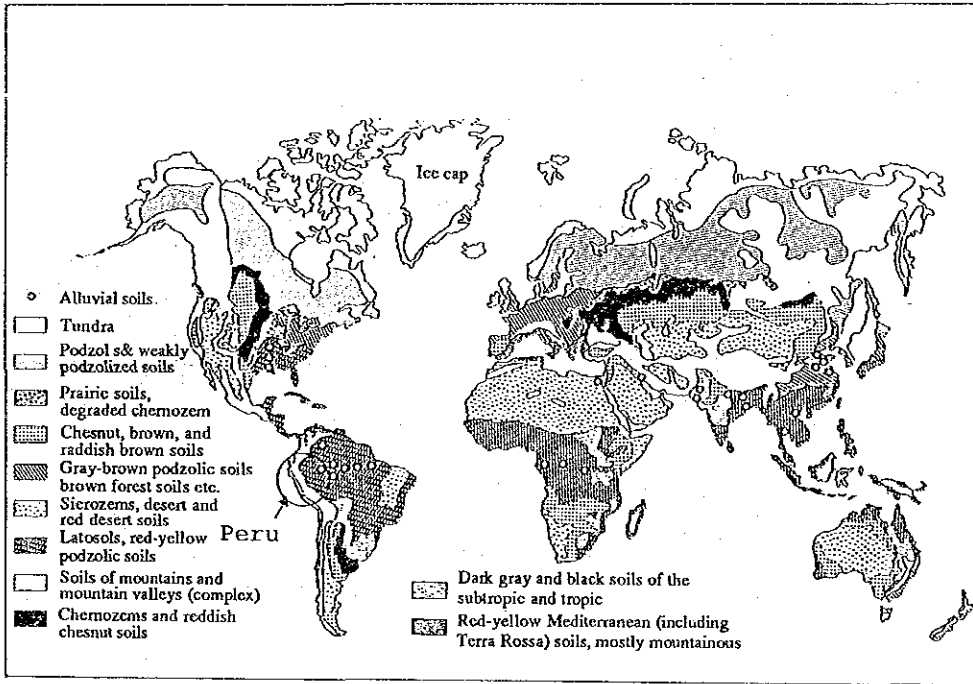 Ice cap
Alluvial soils
Tundra
Podzol s& weakly
podzolized soils
Prairic soils,
degraded chemozem
Chesnut, brown, and
raddish brown soils
Gray-brown podzolic soils
brown forest soils etc.
Sierozems, desert and
red desert soils
Latosols, red-yellow
podzolic soils
Soils of mountains and
mountain valleys (complex)
Chemozems and reddish
chesnut soils
Peru
Dark gray and black soils of the
subtropic and tropic
Red-yellow Mediterranean (including
Terra Rossa) soils, mostly mountainous